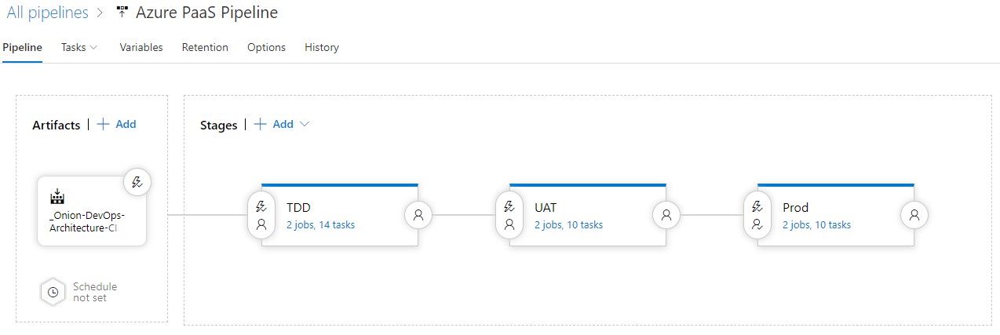 All pipelines > Azure PaaS Pipeline
Pipeline Tasks Variables Retention Options History
Artifacts | + Add
Stages | + Add
_Onion-DevOps-
Architecture-CI
TDD
2 jobs, 14 tasks
UAT
2 jobs, 10 tasks
Prod
2 jobs, 10 tasks
Schedule
not set